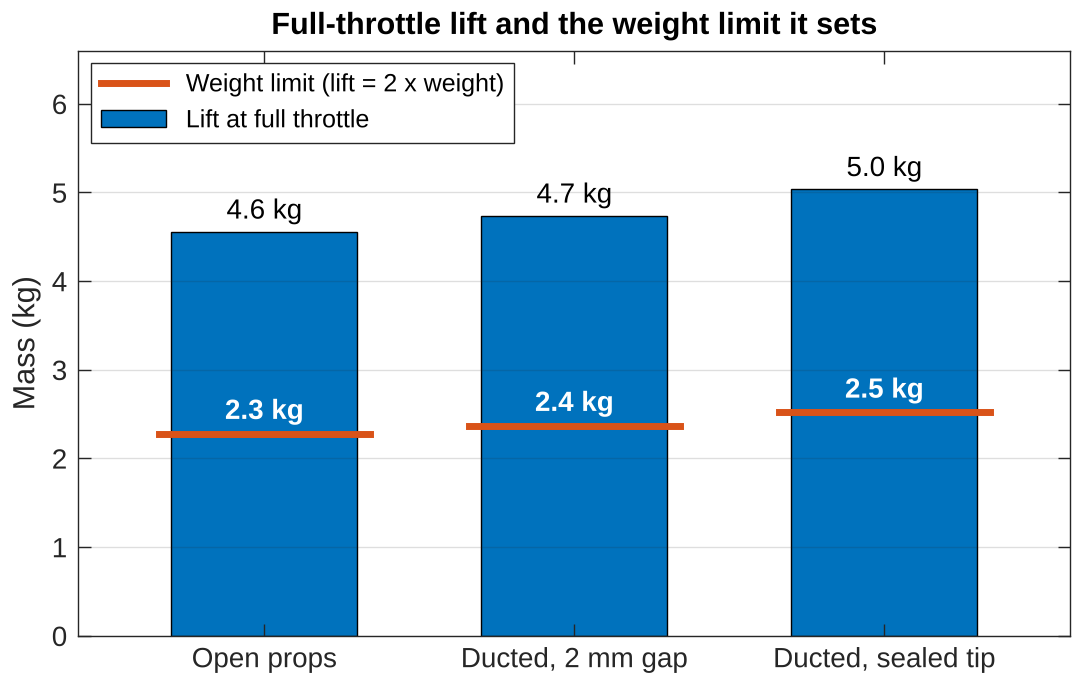 Full-throttle lift and the weight limit it sets
Weight limit (lift = 2 x weight)
Lift at full throttle
Mass (kg)
6
5
4
3
2
1
0
4.6 kg
4.7 kg
5.0 kg
2.3 kg
2.4 kg
2.5 kg
Open props
Ducted, 2 mm gap
Ducted, sealed tip